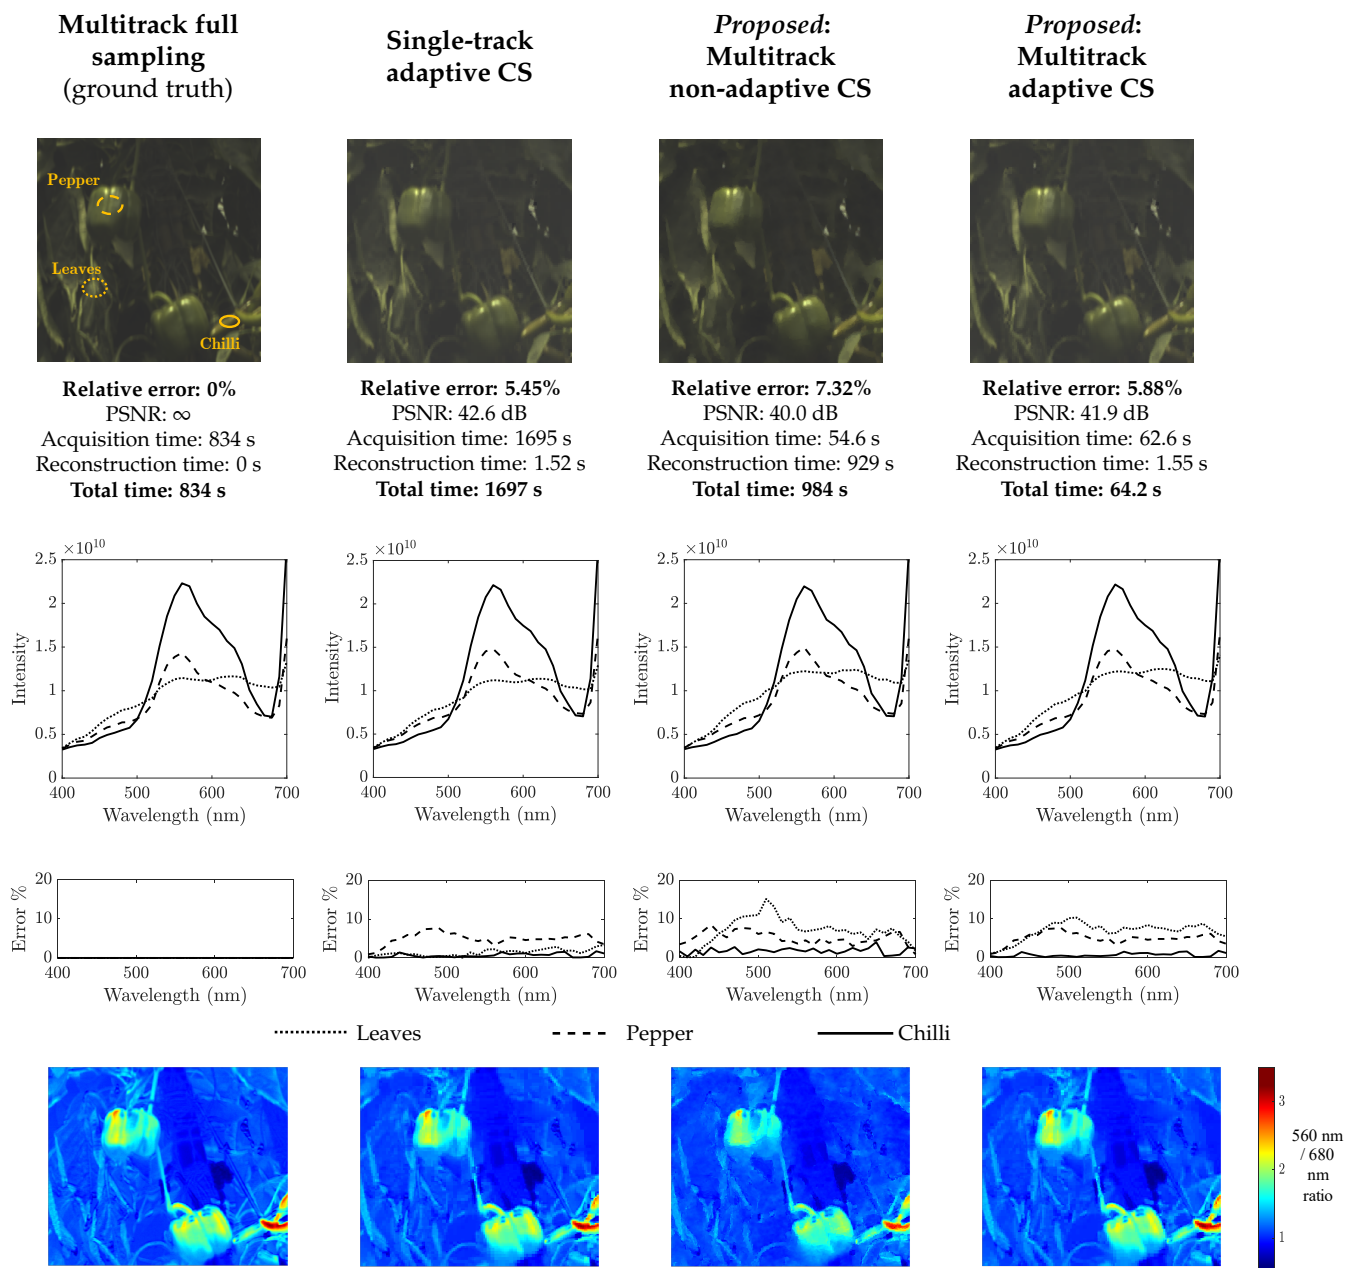 Multitrack full
sampling
(ground truth)
Single-track
adaptive CS
Proposed:
Multitrack
non-adaptive CS
Proposed:
Multitrack
adaptive CS
Pepper
Leaves
Chilli
Relative error: 0%
PSNR: ∞
Acquisition time: 834 s
Reconstruction time: 0 s
Total time: 834 s
Relative error: 5.45%
PSNR: 42.6 dB
Acquisition time: 1695 s
Reconstruction time: 1.52 s
Total time: 1697 s
Relative error: 7.32%
PSNR: 40.0 dB
Acquisition time: 54.6 s
Reconstruction time: 929 s
Total time: 984 s
Relative error: 5.88%
PSNR: 41.9 dB
Acquisition time: 62.6 s
Reconstruction time: 1.55 s
Total time: 64.2 s
×10^10
2.5
2
1.5
1
0.5
0
Intensity
400 500 600 700
Wavelength (nm)
×10^10
2.5
2
1.5
1
0.5
0
Intensity
400 500 600 700
Wavelength (nm)
×10^10
2.5
2
1.5
1
0.5
0
Intensity
400 500 600 700
Wavelength (nm)
×10^10
2.5
2
1.5
1
0.5
0
Intensity
400 500 600 700
Wavelength (nm)
20
10
0
Error %
400 500 600 700
Wavelength (nm)
20
10
0
Error %
400 500 600 700
Wavelength (nm)
20
10
0
Error %
400 500 600 700
Wavelength (nm)
20
10
0
Error %
400 500 600 700
Wavelength (nm)
Leaves Pepper Chilli
3
2
1
560 nm
/ 680
nm
ratio